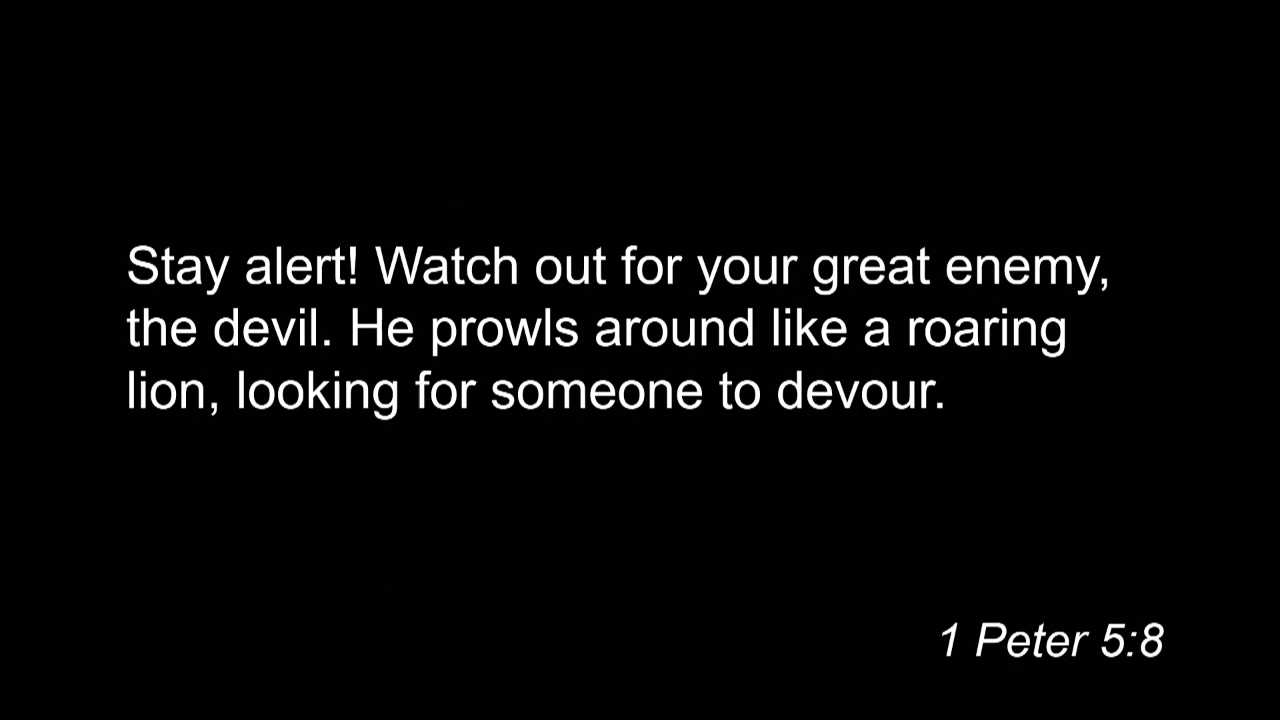 Stay alert! Watch out for your great enemy,
the devil. He prowls around like a roaring
lion, looking for someone to devour.
1 Peter 5:8